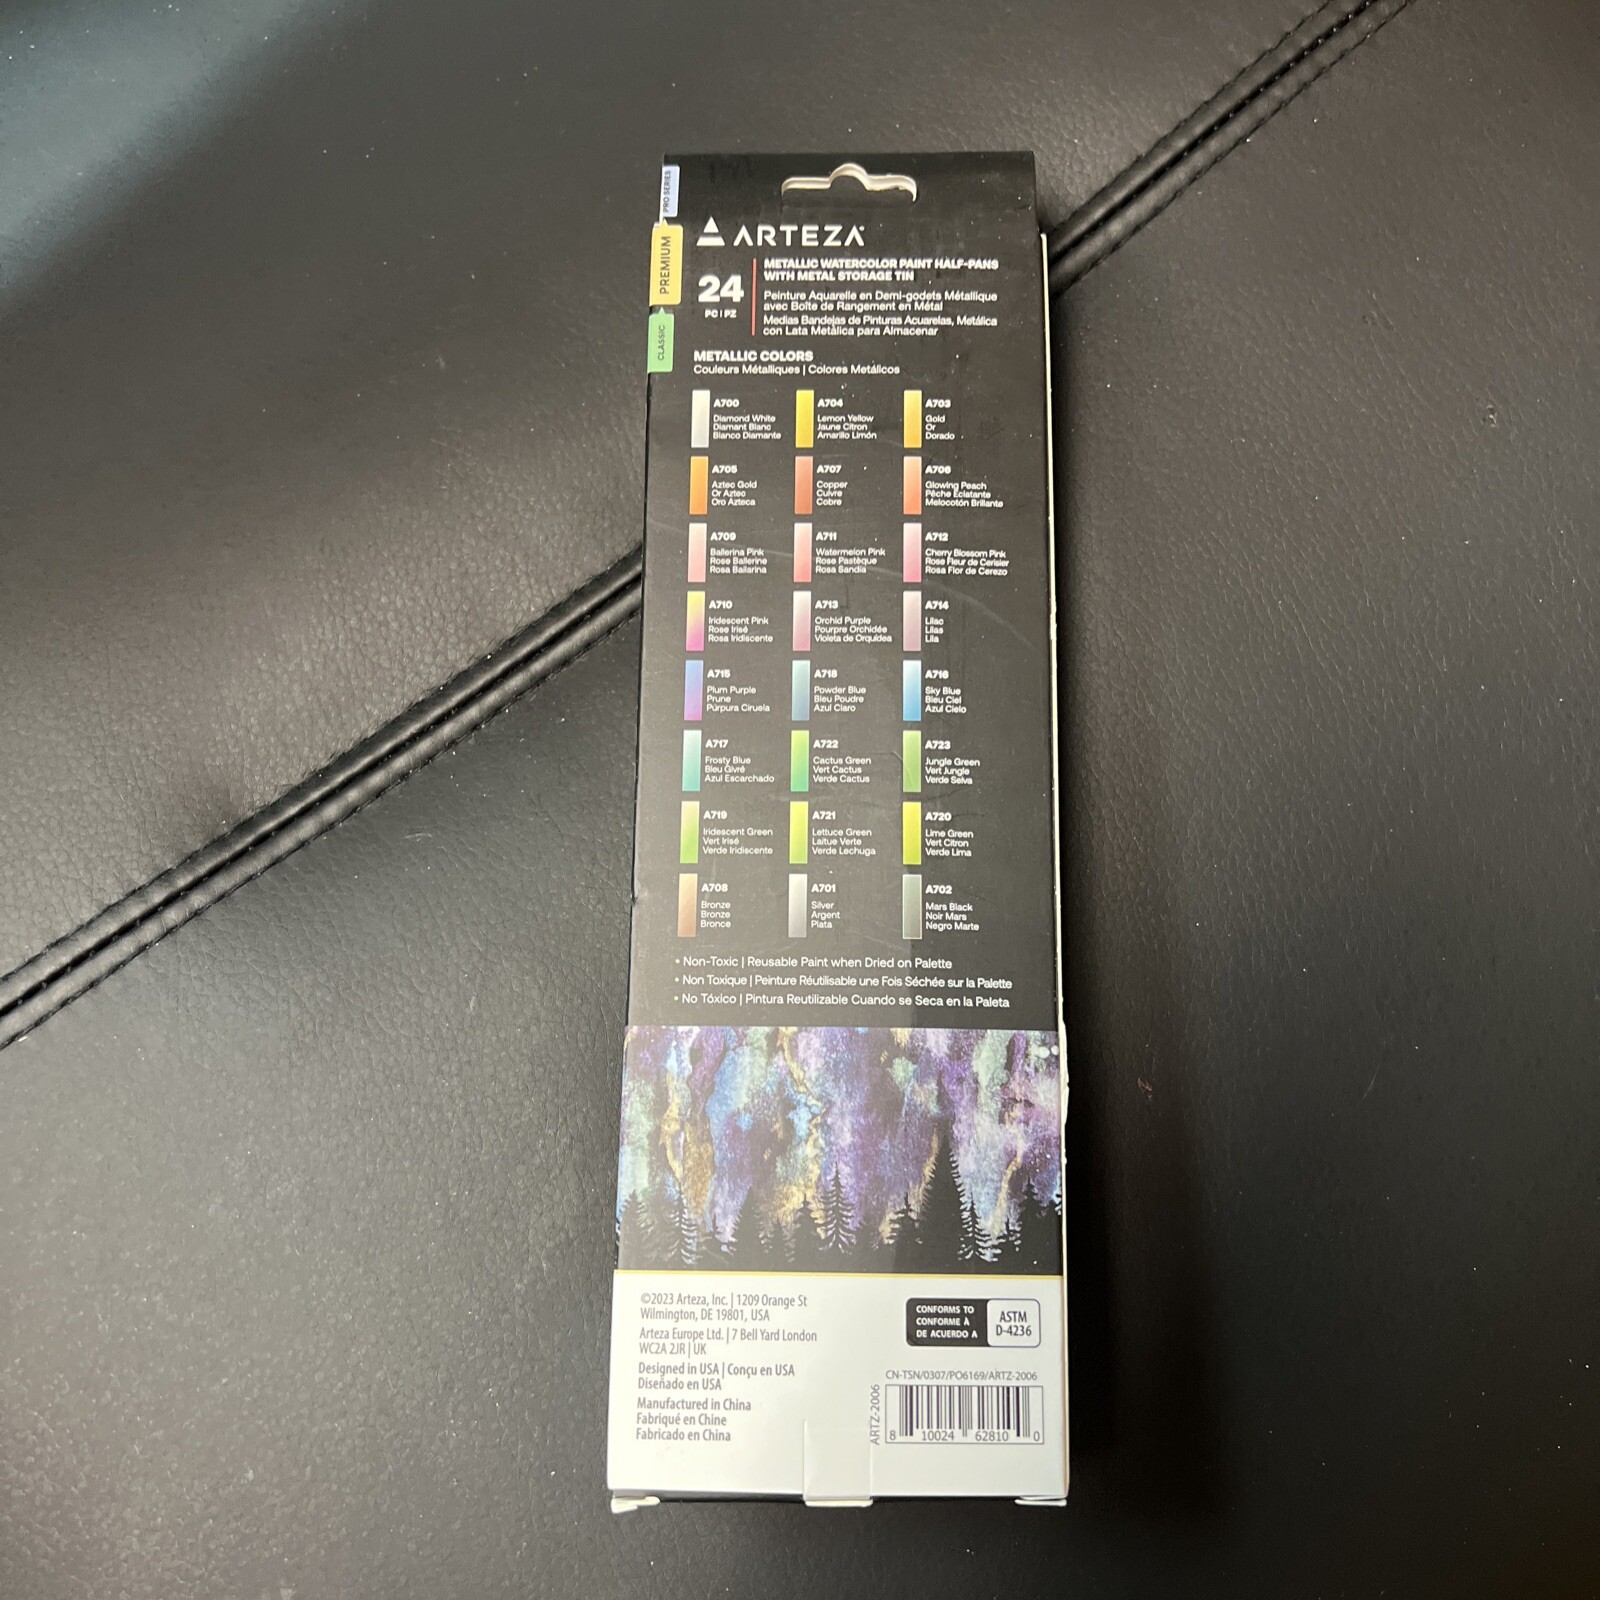 PRO SERIES
PREMIUM
CLASSIC
ARTEZA
24
PC | PZ
METALLIC WATERCOLOR PAINT HALF-PANS
WITH METAL STORAGE TIN
Peinture Aquarelle en Demi-godets Métallique
avec Boîte de Rangement en Métal
Medias Bandejas de Pinturas Acuarelas, Metálica
con Lata Metálica para Almacenar
METALLIC COLORS
Couleurs Métalliques | Colores Metálicos
A700
Diamond White
Diamant Blanc
Blanco Diamante
A704
Lemon Yellow
Jaune Citron
Amarillo Limón
A703
Gold
Or
Dorado
A705
Aztec Gold
Or Aztec
Oro Azteca
A707
Copper
Cuivre
Cobre
A706
Glowing Peach
Pêche Éclatante
Melocotón Brillante
A709
Ballerina Pink
Rose Ballerine
Rosa Bailarina
A711
Watermelon Pink
Rose Pastèque
Rosa Sandía
A712
Cherry Blossom Pink
Rose Fleur de Cerisier
Rosa Flor de Cerezo
A710
Iridescent Pink
Rose Irisé
Rosa Iridiscente
A713
Orchid Purple
Pourpre Orchidée
Violeta de Orquídea
A714
Lilac
Lilas
Lila
A715
Plum Purple
Prune
Púrpura Ciruela
A718
Powder Blue
Bleu Poudre
Azul Claro
A716
Sky Blue
Bleu Ciel
Azul Cielo
A717
Frosty Blue
Bleu Givré
Azul Escarchado
A722
Cactus Green
Vert Cactus
Verde Cactus
A723
Jungle Green
Vert Jungle
Verde Selva
A719
Iridescent Green
Vert Irisé
Verde Iridiscente
A721
Lettuce Green
Laitue Verte
Verde Lechuga
A720
Lime Green
Vert Citron
Verde Lima
A708
Bronze
Bronze
Bronce
A701
Silver
Argent
Plata
A702
Mars Black
Noir Mars
Negro Marte
• Non-Toxic | Reusable Paint when Dried on Palette
• Non Toxique | Peinture Réutilisable une Fois Séchée sur la Palette
• No Tóxico | Pintura Reutilizable Cuando se Seca en la Paleta
©2023 Arteza, Inc. | 1209 Orange St
Wilmington, DE 19801, USA
Arteza Europe Ltd. | 7 Bell Yard London
WC2A 2JR | UK
Designed in USA | Conçu en USA
Diseñado en USA
Manufactured in China
Fabriqué en Chine
Fabricado en China
CONFORMS TO
CONFORME À
DE ACUERDO A
ASTM
D-4236
CN-TSN/0307/PO6169/ARTZ-2006
ARTZ-2006
8 10024 62810 0